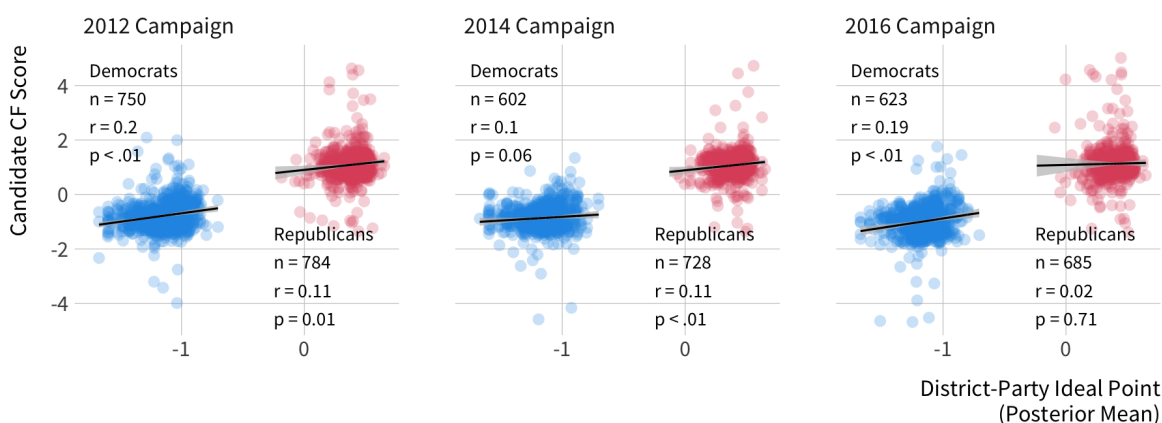 2012 Campaign
2014 Campaign
2016 Campaign
Candidate CF Score
4
2
0
-2
-4
Democrats
n = 750
r = 0.2
p < .01
Republicans
n = 784
r = 0.11
p = 0.01
-1
0
Democrats
n = 602
r = 0.1
p = 0.06
Republicans
n = 728
r = 0.11
p < .01
-1
0
Democrats
n = 623
r = 0.19
p < .01
Republicans
n = 685
r = 0.02
p = 0.71
-1
0
District-Party Ideal Point
(Posterior Mean)